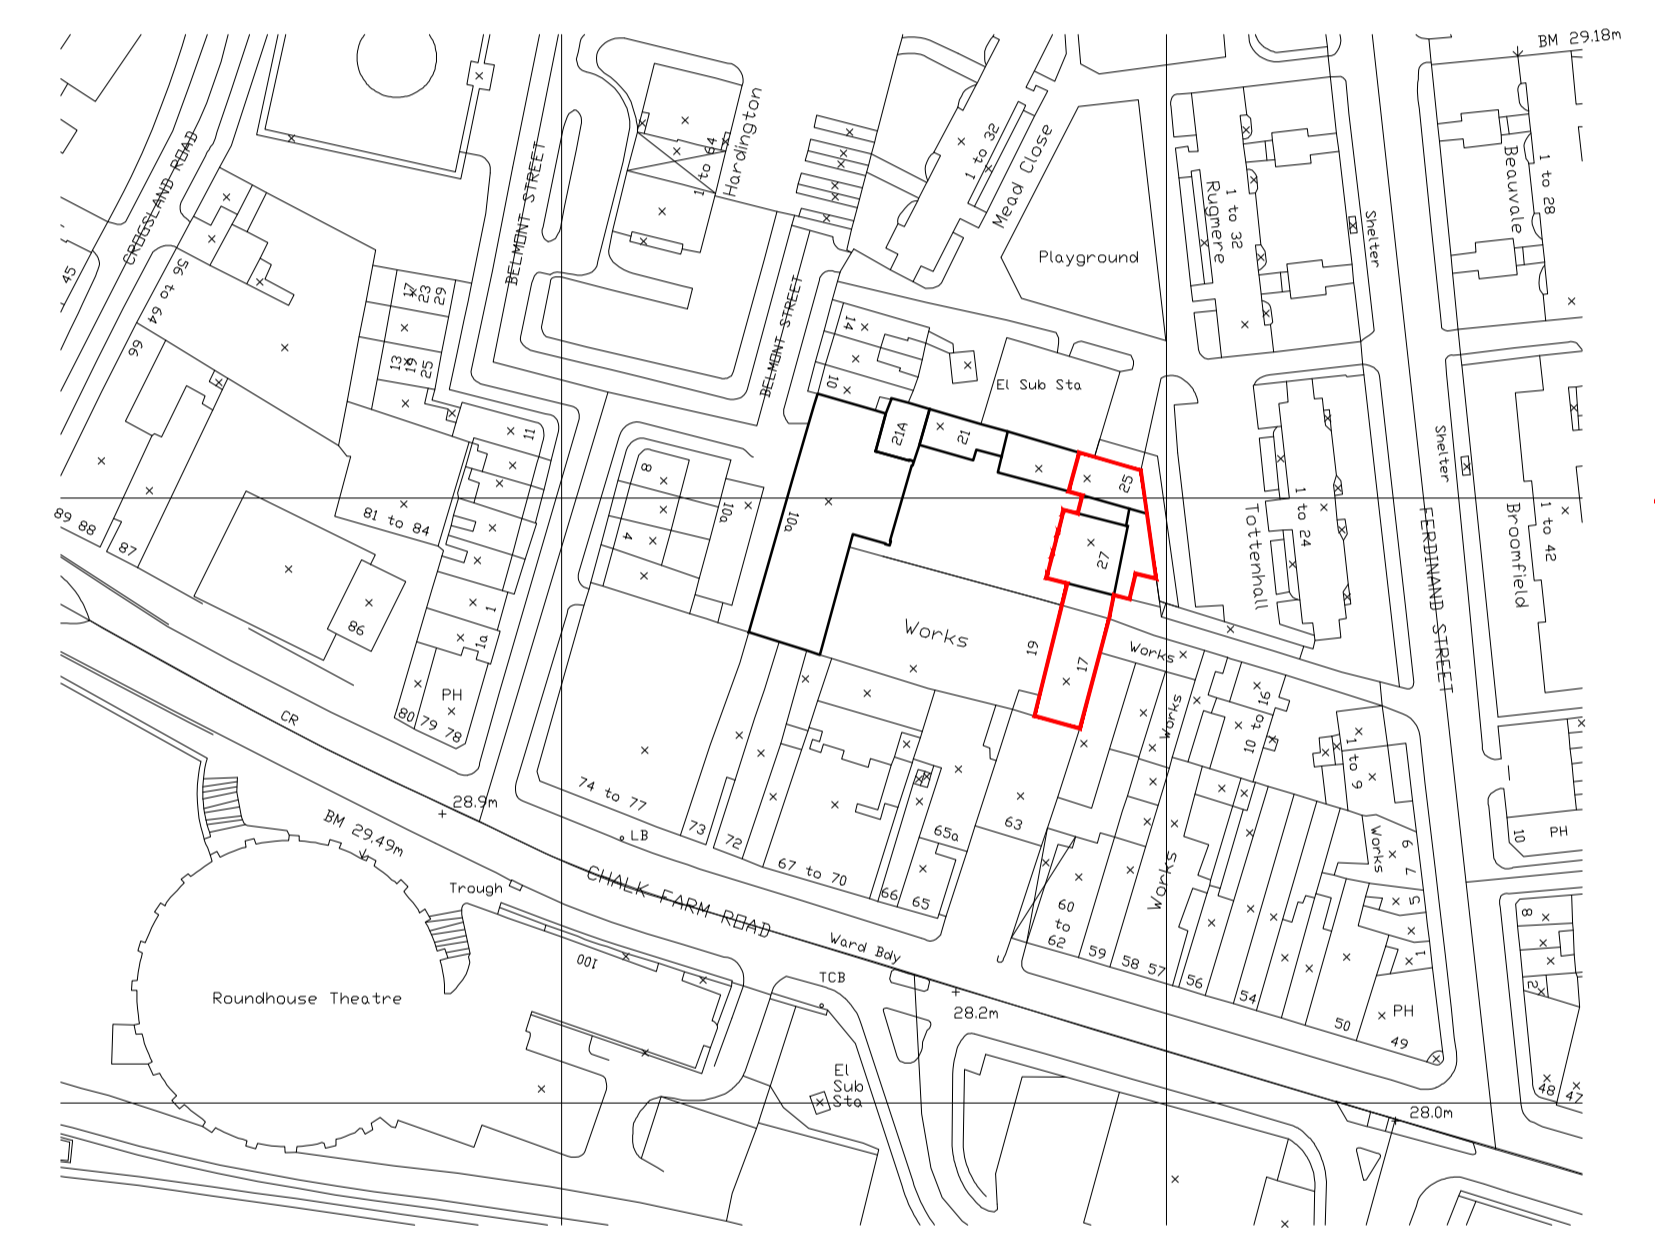 BM 29.18m
CROGSLAND ROAD
BELMONT STREET
1 to 64
Hardington
1 to 32
Mead Close
Playground
1 to 32
Rugmere
Shelter
Beauvale
1 to 28
45
56 to 64
66
17
23
29
13
19
25
BELMONT STREET
14
10
El Sub Sta
11
21A
21
25
8
4
10a
10a
27
1 to 24
Tottenhall
FERDINAND STREET
Shelter
Broomfield
1 to 42
89 88
87
81 to 84
86
1
1a
PH
80 79 78
CR
Works
19
17
Works
Works
10 to 16
1 to 9
Works
6
7
5
1
10
PH
28.9m
BM 29.49m
74 to 77
LB
73
72
67 to 70
66
65
65a
63
60
to
62
59
58
57
56
54
50
49
PH
Works
8
2
48
47
Trough
CHALK FARM ROAD
Ward Bdy
TCB
100
28.2m
Roundhouse Theatre
El
Sub
Sta
28.0m